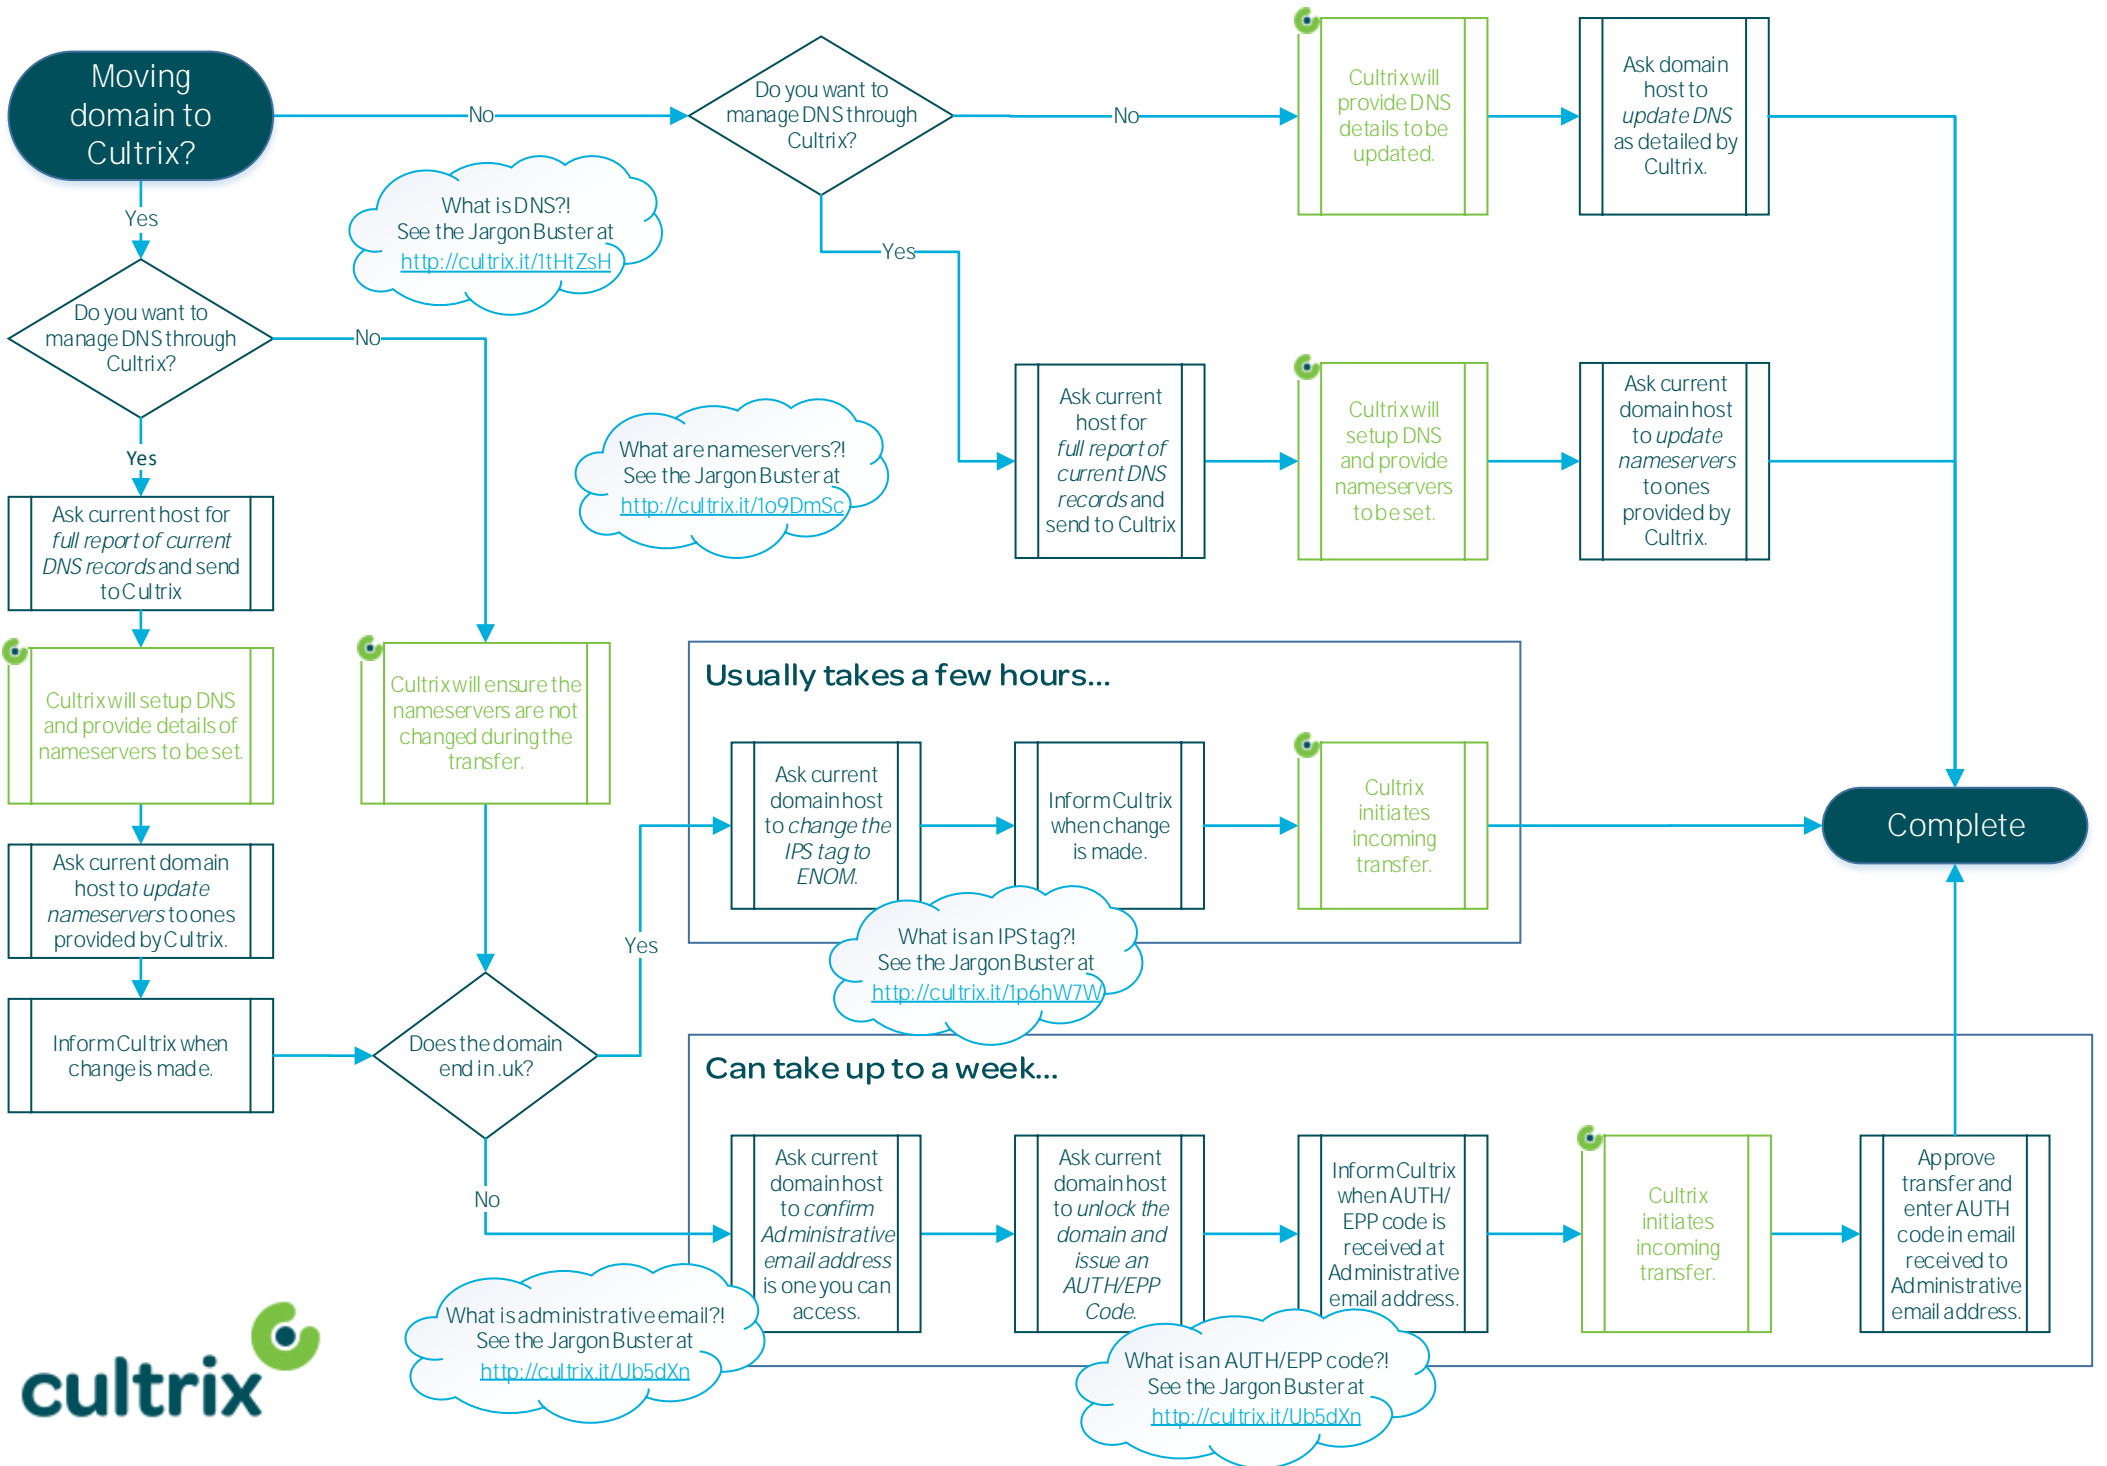 Moving
domain to
Cultrix?
No
Do you want to
manage DNS through
Cultrix?
No
Cultrix will
provide DNS
details to be
updated.
Ask domain
host to
update DNS
as detailed by
Cultrix.
Yes
What is DNS?!
See the Jargon Buster at
http://cultrix.it/1tHtZsH
Yes
Do you want to
manage DNS through
Cultrix?
No
Yes
What are nameservers?!
See the Jargon Buster at
http://cultrix.it/1o9DmSc
Ask current
host for
full report of
current DNS
records and
send to Cultrix
Cultrix will
setup DNS
and provide
nameservers
to be set.
Ask current
domain host
to update
nameservers
to ones
provided by
Cultrix.
Ask current host for
full report of current
DNS records and send
to Cultrix
Cultrix will setup DNS
and provide details of
nameservers to be set.
Cultrix will ensure the
nameservers are not
changed during the
transfer.
Ask current domain
host to update
nameservers to ones
provided by Cultrix.
Inform Cultrix when
change is made.
Does the domain
end in .uk?
Yes
Usually takes a few hours...
Ask current
domain host
to change the
IPS tag to
ENOM.
Inform Cultrix
when change
is made.
Cultrix
initiates
incoming
transfer.
Complete
What is an IPS tag?!
See the Jargon Buster at
http://cultrix.it/1p6hW7W
No
Can take up to a week...
Ask current
domain host
to confirm
Administrative
email address
is one you can
access.
Ask current
domain host
to unlock the
domain and
issue an
AUTH/EPP
Code.
Inform Cultrix
when AUTH/
EPP code is
received at
Administrative
email address.
Cultrix
initiates
incoming
transfer.
Approve
transfer and
enter AUTH
code in email
received to
Administrative
email address.
What is administrative email?!
See the Jargon Buster at
http://cultrix.it/Ub5dXn
What is an AUTH/EPP code?!
See the Jargon Buster at
http://cultrix.it/Ub5dXn
cultrix